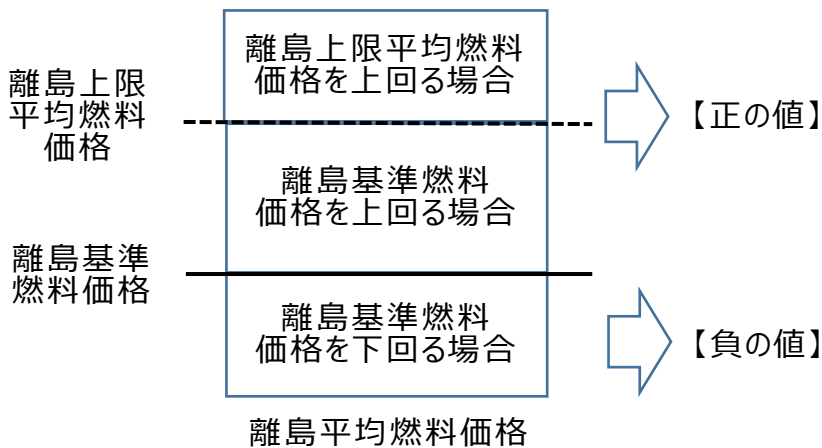 離島上限平均燃料
価格を上回る場合
離島上限
平均燃料
価格
【正の値】
離島基準燃料
価格を上回る場合
離島基準
燃料価格
離島基準燃料
価格を下回る場合
【負の値】
離島平均燃料価格